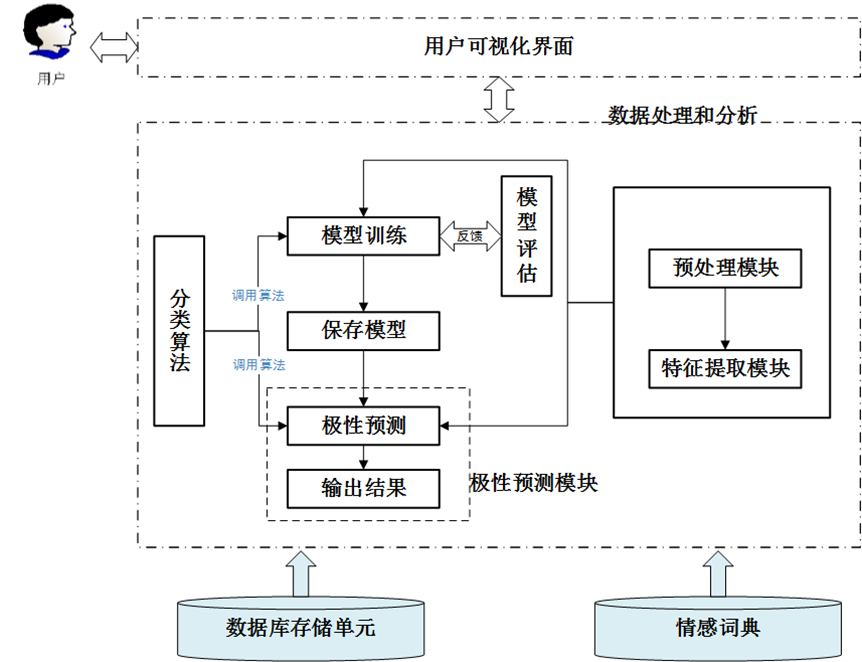 用户可视化界面
用户
数据处理和分析
模型评估
模型训练
反馈
预处理模块
分类算法
调用算法
保存模型
调用算法
特征提取模块
极性预测
极性预测模块
输出结果
数据库存储单元
情感词典